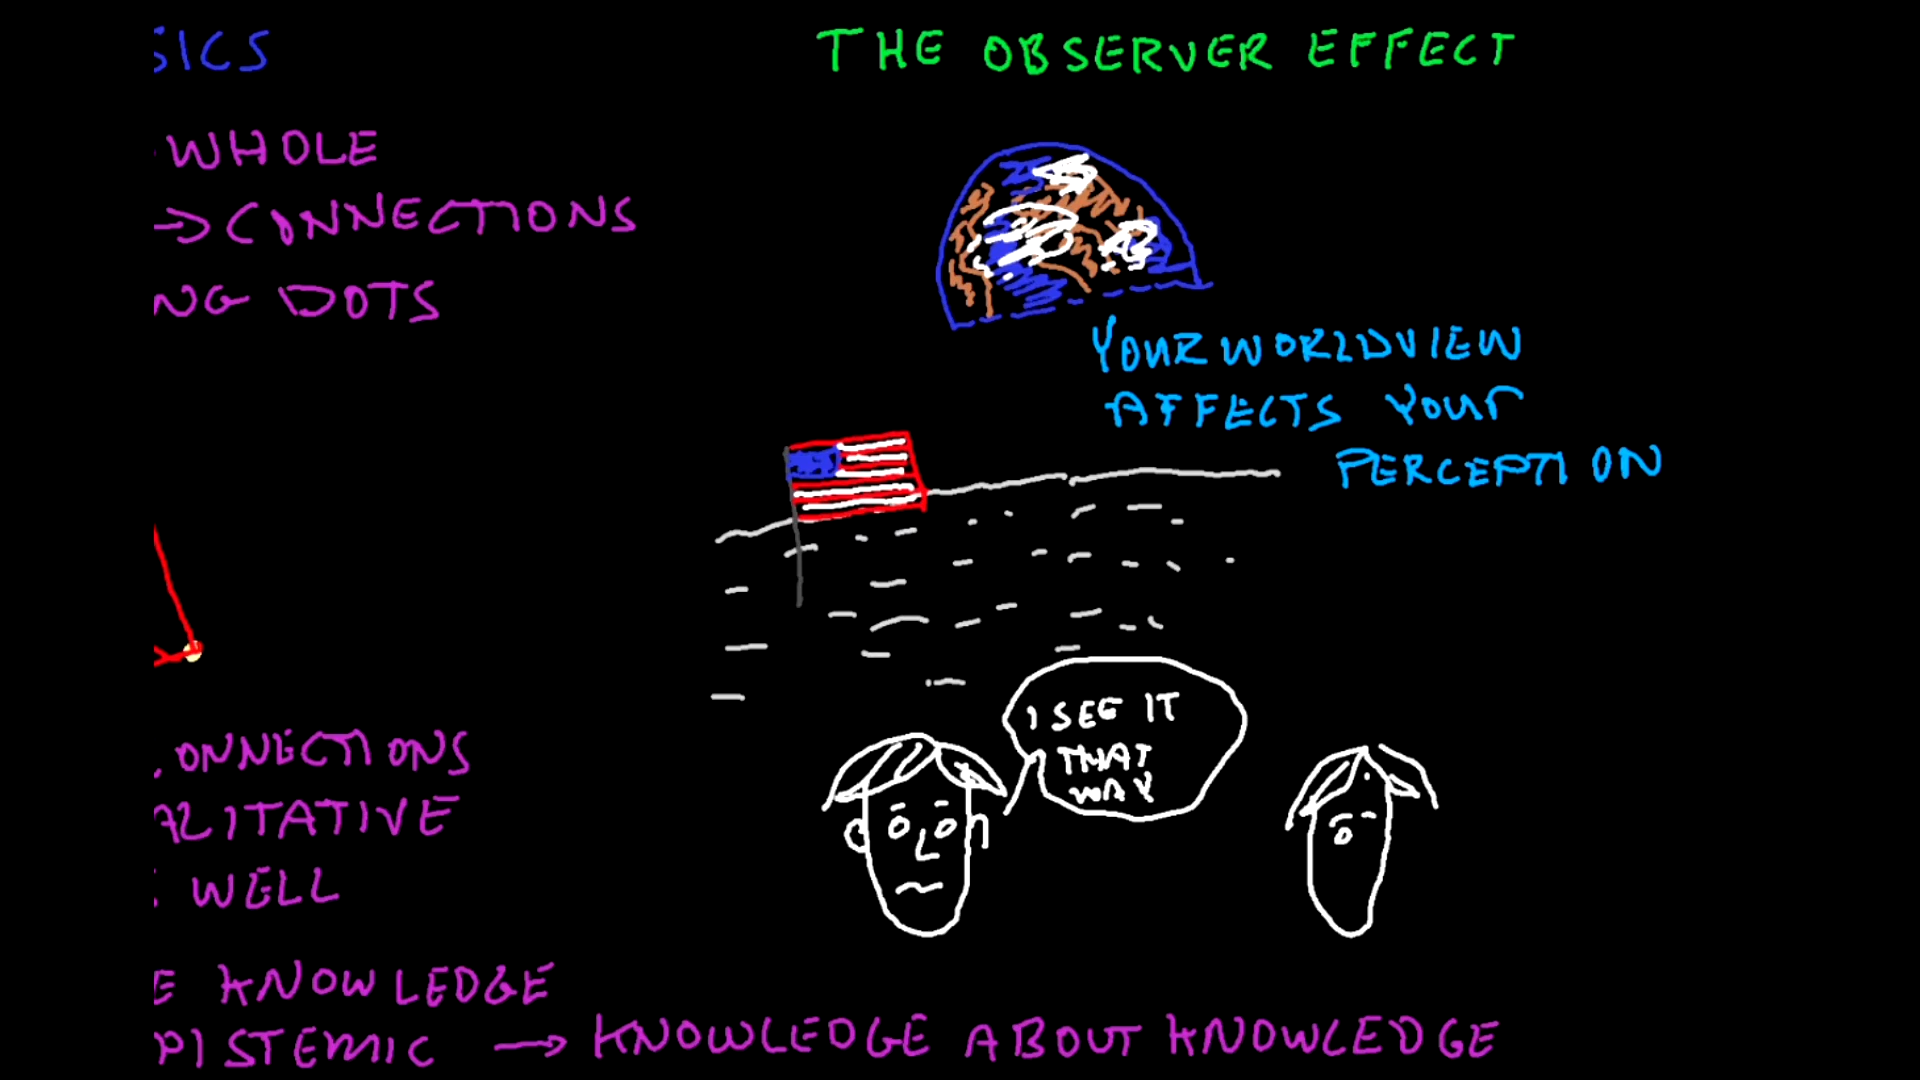 SICS
THE OBSERVER EFFECT
WHOLE
→ CONNECTIONS
NG DOTS
YOUR WORLDVIEW
AFFECTS YOUR
PERCEPTION
I SEE IT
THAT
WAY
ONNECTIONS
ALITATIVE
E WELL
E KNOWLEDGE
PISTEMIC → KNOWLEDGE ABOUT KNOWLEDGE